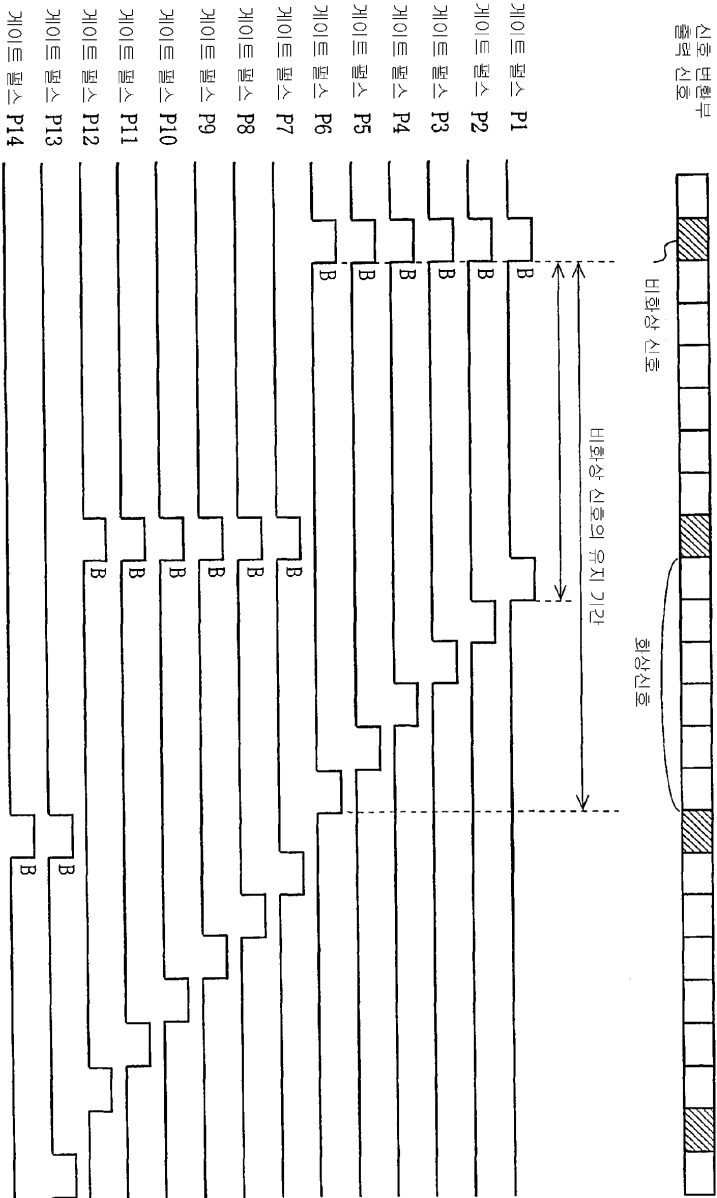 신호 변환부
출력 신호
비화상 신호
화상신호
비화상 신호의 유지 기간
게이트 펄스 P1
B
게이트 펄스 P2
B
게이트 펄스 P3
B
게이트 펄스 P4
B
게이트 펄스 P5
B
게이트 펄스 P6
B
게이트 펄스 P7
B
게이트 펄스 P8
B
게이트 펄스 P9
B
게이트 펄스 P10
B
게이트 펄스 P11
B
게이트 펄스 P12
B
게이트 펄스 P13
B
게이트 펄스 P14
B